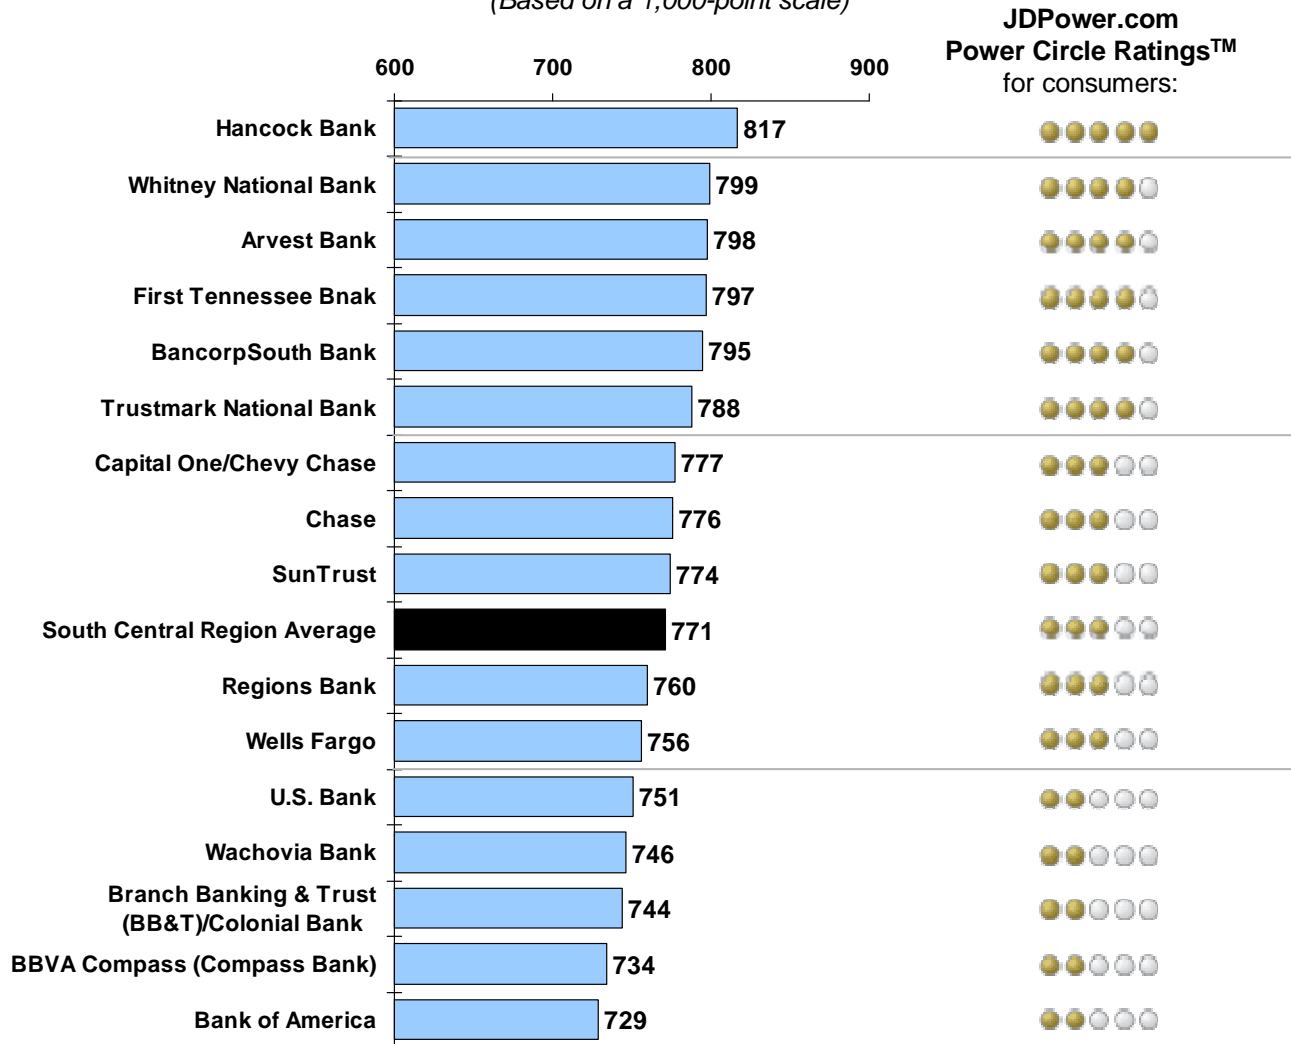 (Based on a 1,000-point scale)
JDPower.com
Power Circle Ratings™
for consumers:
600 700 800 900
Hancock Bank 817
Whitney National Bank 799
Arvest Bank 798
First Tennessee Bnak 797
BancorpSouth Bank 795
Trustmark National Bank 788
Capital One/Chevy Chase 777
Chase 776
SunTrust 774
South Central Region Average 771
Regions Bank 760
Wells Fargo 756
U.S. Bank 751
Wachovia Bank 746
Branch Banking & Trust
(BB&T)/Colonial Bank 744
BBVA Compass (Compass Bank) 734
Bank of America 729